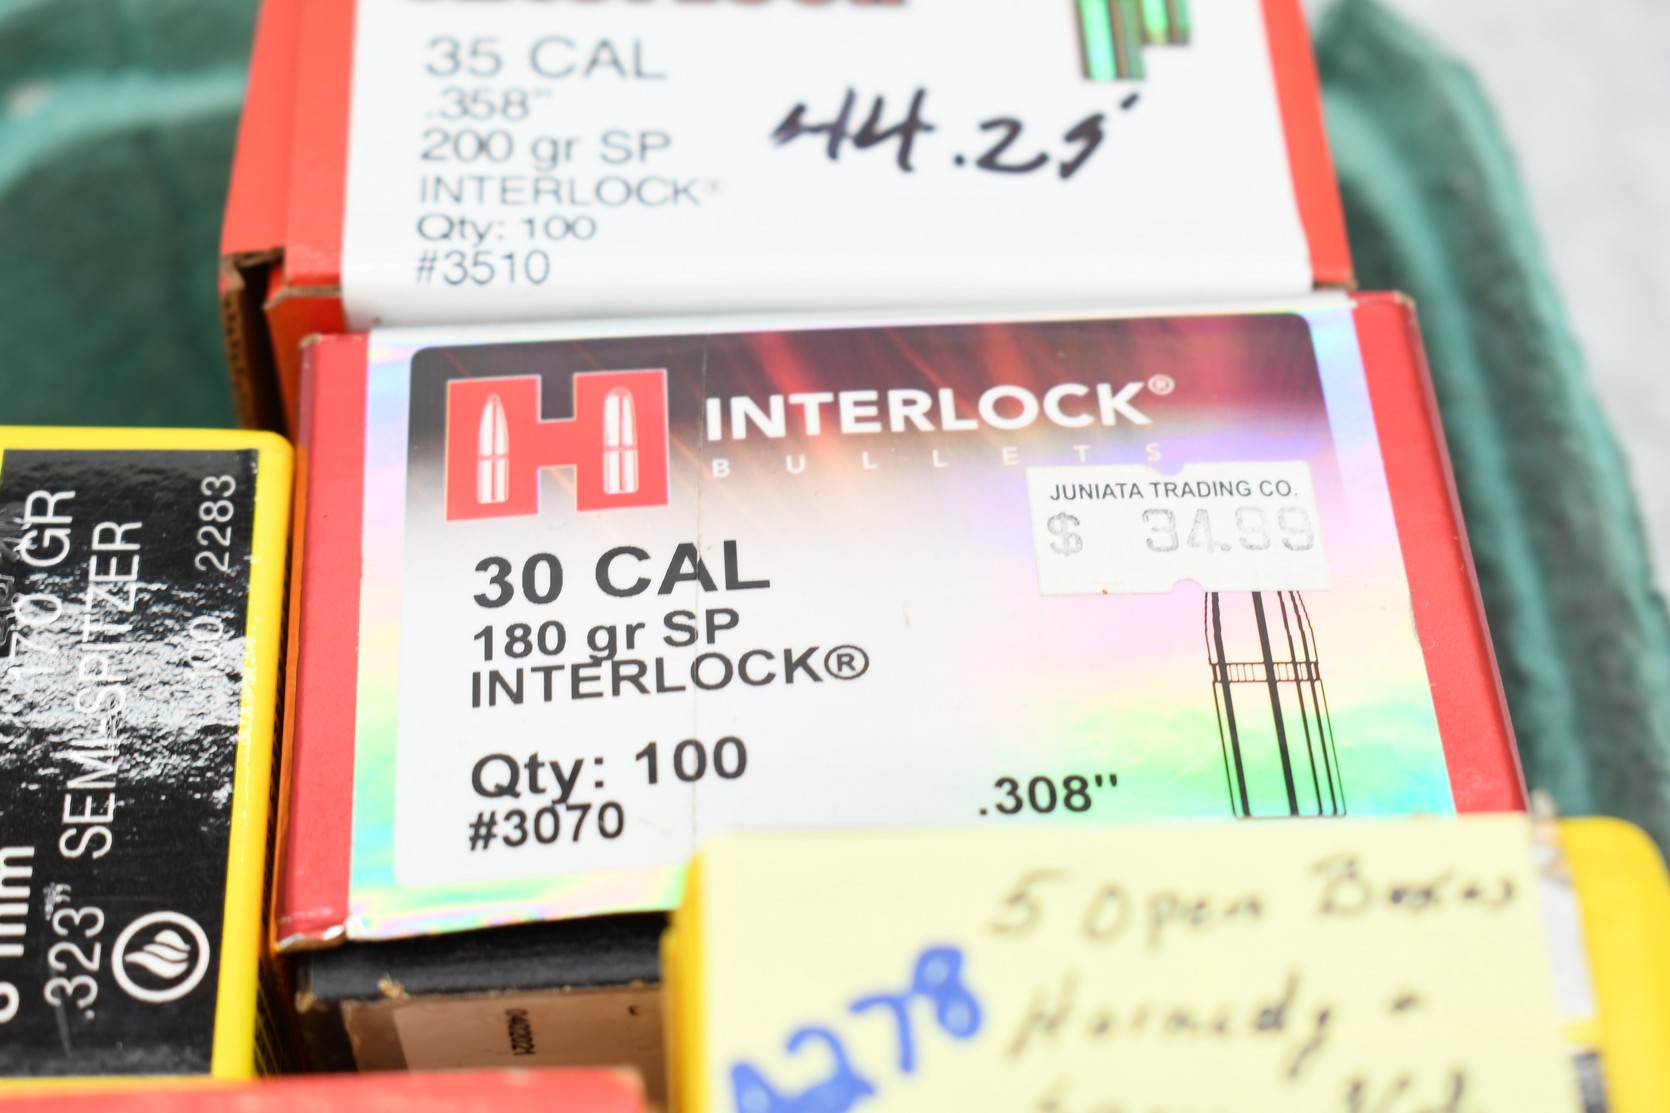 35 CAL
.358"
200 gr SP
INTERLOCK®
Qty: 100
#3510
44.25
H INTERLOCK®
BULLETS
JUNIATA TRADING CO.
$ 34.99
30 CAL
180 gr SP
INTERLOCK®
Qty: 100
#3070
.308"
170 GR
.323" SEMI-SPITZER
100 2283
5 Open Boxes
Hornedy -
A278